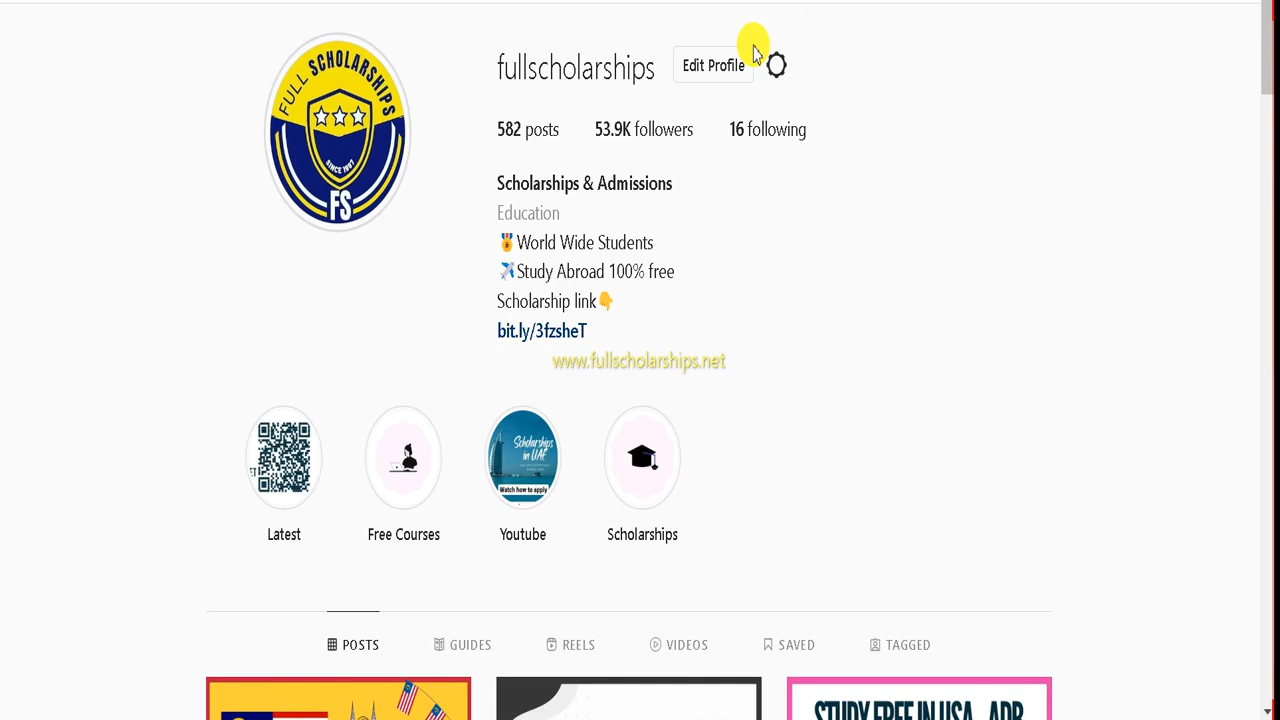 FULL SCHOLARSHIPS
SINCE 1997
FS
fullscholarships
Edit Profile
582 posts 53.9K followers 16 following
Scholarships & Admissions
Education
🏅World Wide Students
✈️Study Abroad 100% free
Scholarship link👇
bit.ly/3fzsheT
www.fullscholarships.net
Scholarships
in UAE
Watch how to apply
Latest Free Courses Youtube Scholarships
POSTS GUIDES REELS VIDEOS SAVED TAGGED
STUDY FREE IN USA